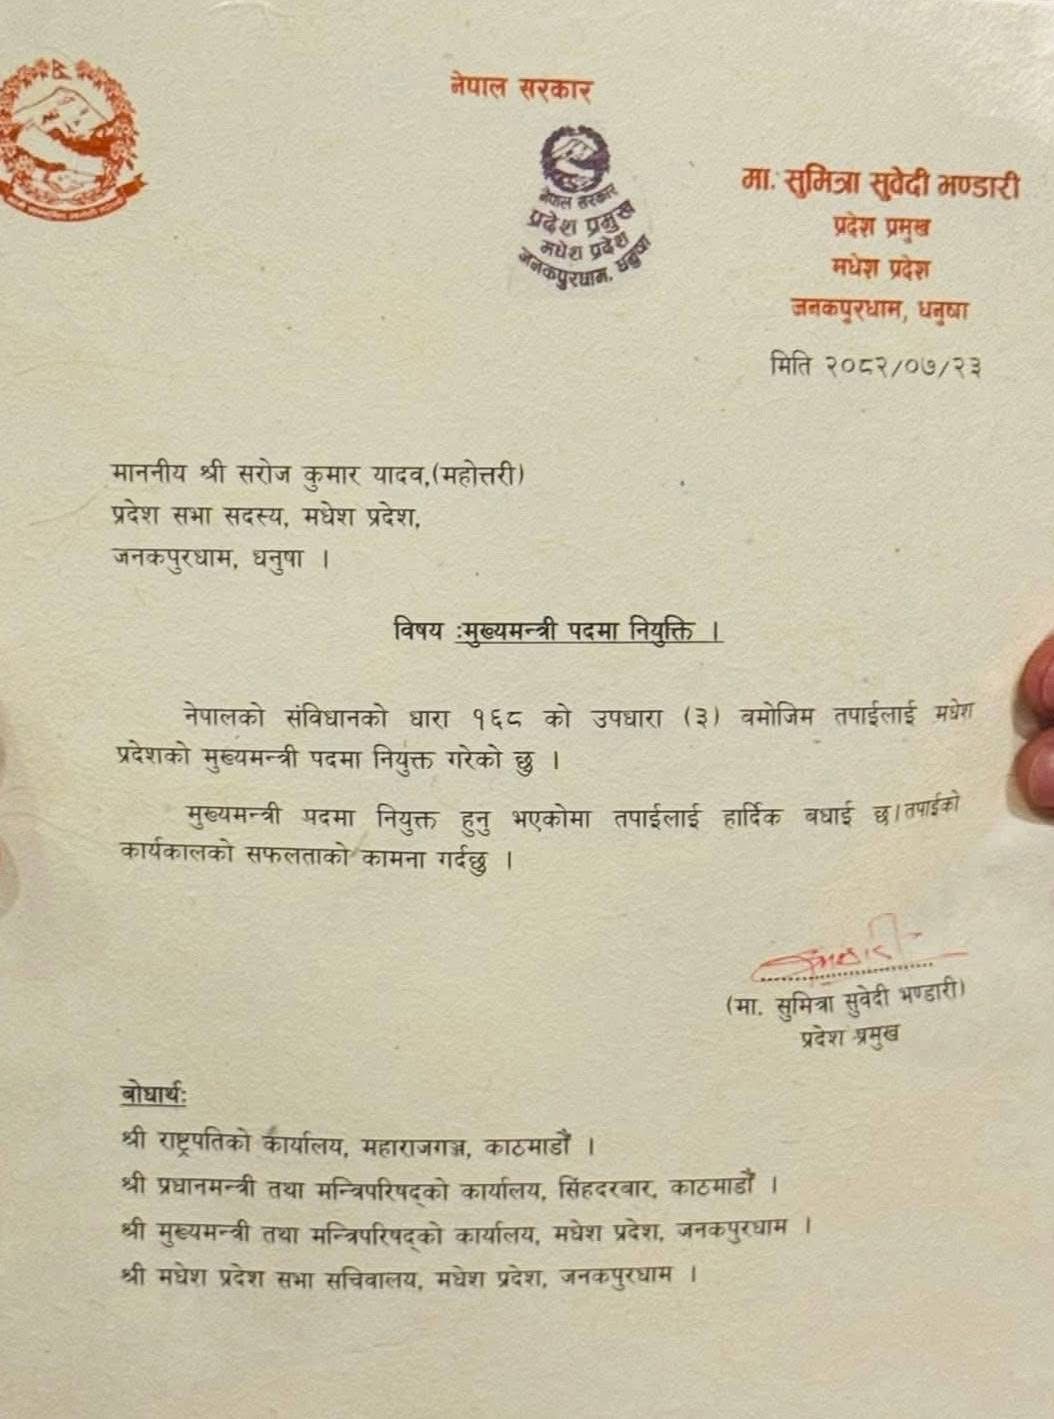 नेपाल सरकार
नेपाल सरकार
प्रदेश प्रमुख
मधेश प्रदेश
जनकपुरधाम, धनुषा
मा. सुमित्रा सुवेदी भण्डारी
प्रदेश प्रमुख
मधेश प्रदेश
जनकपुरधाम, धनुषा
मिति २०८२/०७/२३
माननीय श्री सरोज कुमार यादव,(महोत्तरी)
प्रदेश सभा सदस्य, मधेश प्रदेश,
जनकपुरधाम, धनुषा ।
विषय :मुख्यमन्त्री पदमा नियुक्ति ।
नेपालको संविधानको धारा १६८ को उपधारा (३) बमोजिम तपाईलाई मधेश
प्रदेशको मुख्यमन्त्री पदमा नियुक्त गरेको छु ।
मुख्यमन्त्री पदमा नियुक्त हुनु भएकोमा तपाईलाई हार्दिक बधाई छ। तपाईको
कार्यकालको सफलताको कामना गर्दछु ।
(मा. सुमित्रा सुवेदी भण्डारी)
प्रदेश प्रमुख
बोधार्थ:
श्री राष्ट्रपतिको कार्यालय, महाराजगञ्ज, काठमाडौं ।
श्री प्रधानमन्त्री तथा मन्त्रिपरिषद्को कार्यालय, सिंहदरबार, काठमाडौं ।
श्री मुख्यमन्त्री तथा मन्त्रिपरिषद्को कार्यालय, मधेश प्रदेश, जनकपुरधाम ।
श्री मधेश प्रदेश सभा सचिवालय, मधेश प्रदेश, जनकपुरधाम ।